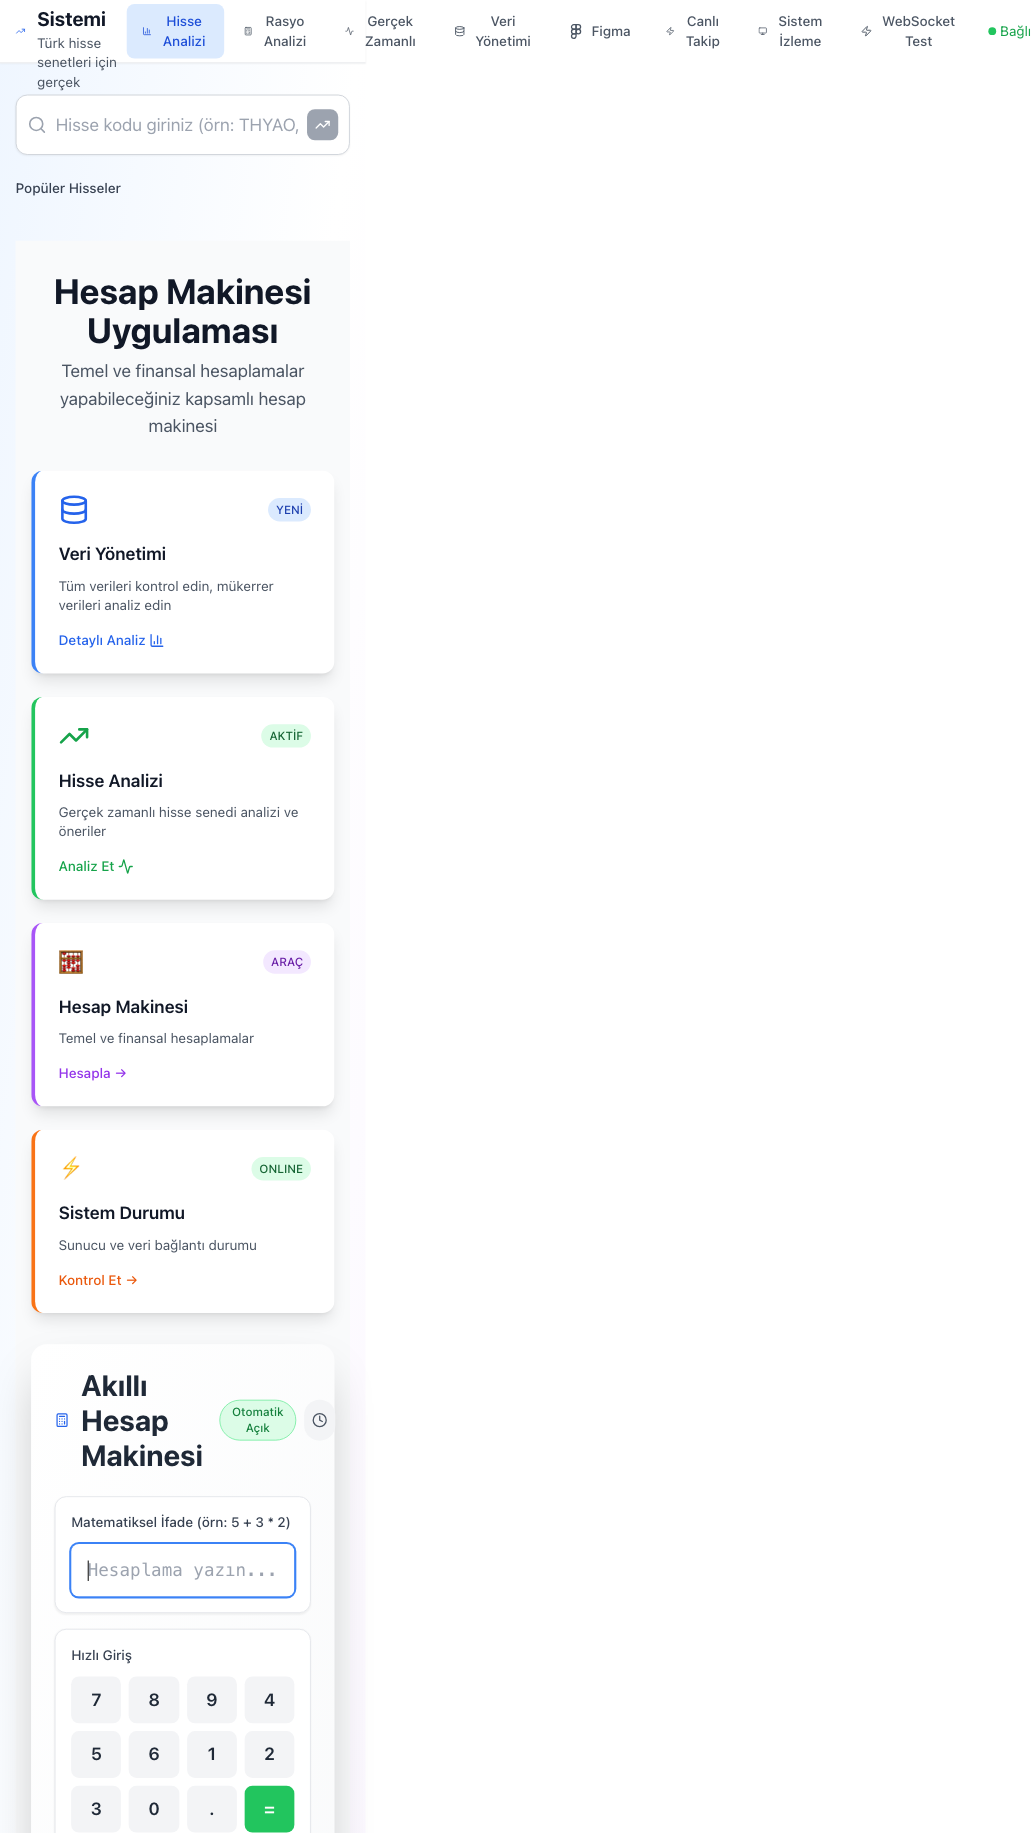 Sistemi
Türk hisse
senetleri için
gerçek
Hisse
Analizi
Rasyo
Analizi
Gerçek
Zamanlı
Veri
Yönetimi
Figma
Canlı
Takip
Sistem
İzleme
WebSocket
Test
Bağlı
Hisse kodu giriniz (örn: THYAO,
Popüler Hisseler
Hesap Makinesi
Uygulaması
Temel ve finansal hesaplamalar
yapabileceğiniz kapsamlı hesap
makinesi
YENİ
Veri Yönetimi
Tüm verileri kontrol edin, mükerrer
verileri analiz edin
Detaylı Analiz
AKTİF
Hisse Analizi
Gerçek zamanlı hisse senedi analizi ve
öneriler
Analiz Et
ARAÇ
Hesap Makinesi
Temel ve finansal hesaplamalar
Hesapla →
ONLINE
Sistem Durumu
Sunucu ve veri bağlantı durumu
Kontrol Et →
Akıllı
Hesap
Makinesi
Otomatik
Açık
Matematiksel İfade (örn: 5 + 3 * 2)
Hesaplama yazın...
Hızlı Giriş
7 8 9 4
5 6 1 2
3 0 . =